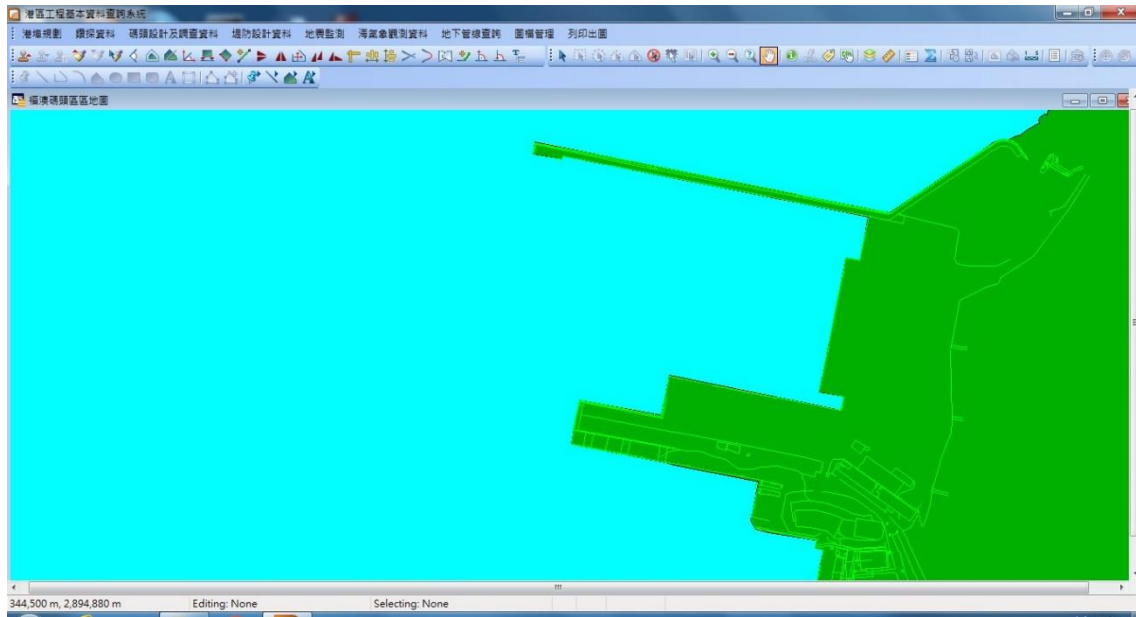 港區工程基本資料查詢系統
港埠規劃 鑽探資料 碼頭設計及調查資料 堤防設計資料 地震監測 海氣象觀測資料 地下管線查詢 圖檔管理 列印出圖
福澳碼頭區區地圖
344,500 m, 2,894,880 m Editing: None Selecting: None